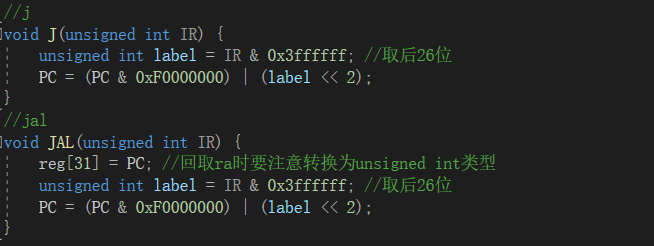 //j
void J(unsigned int IR) {
unsigned int label = IR & 0x3ffffff; //取后26位
PC = (PC & 0xF0000000) | (label << 2);
}
//jal
void JAL(unsigned int IR) {
reg[31] = PC; //回取ra时要注意转换为unsigned int类型
unsigned int label = IR & 0x3ffffff; //取后26位
PC = (PC & 0xF0000000) | (label << 2);
}